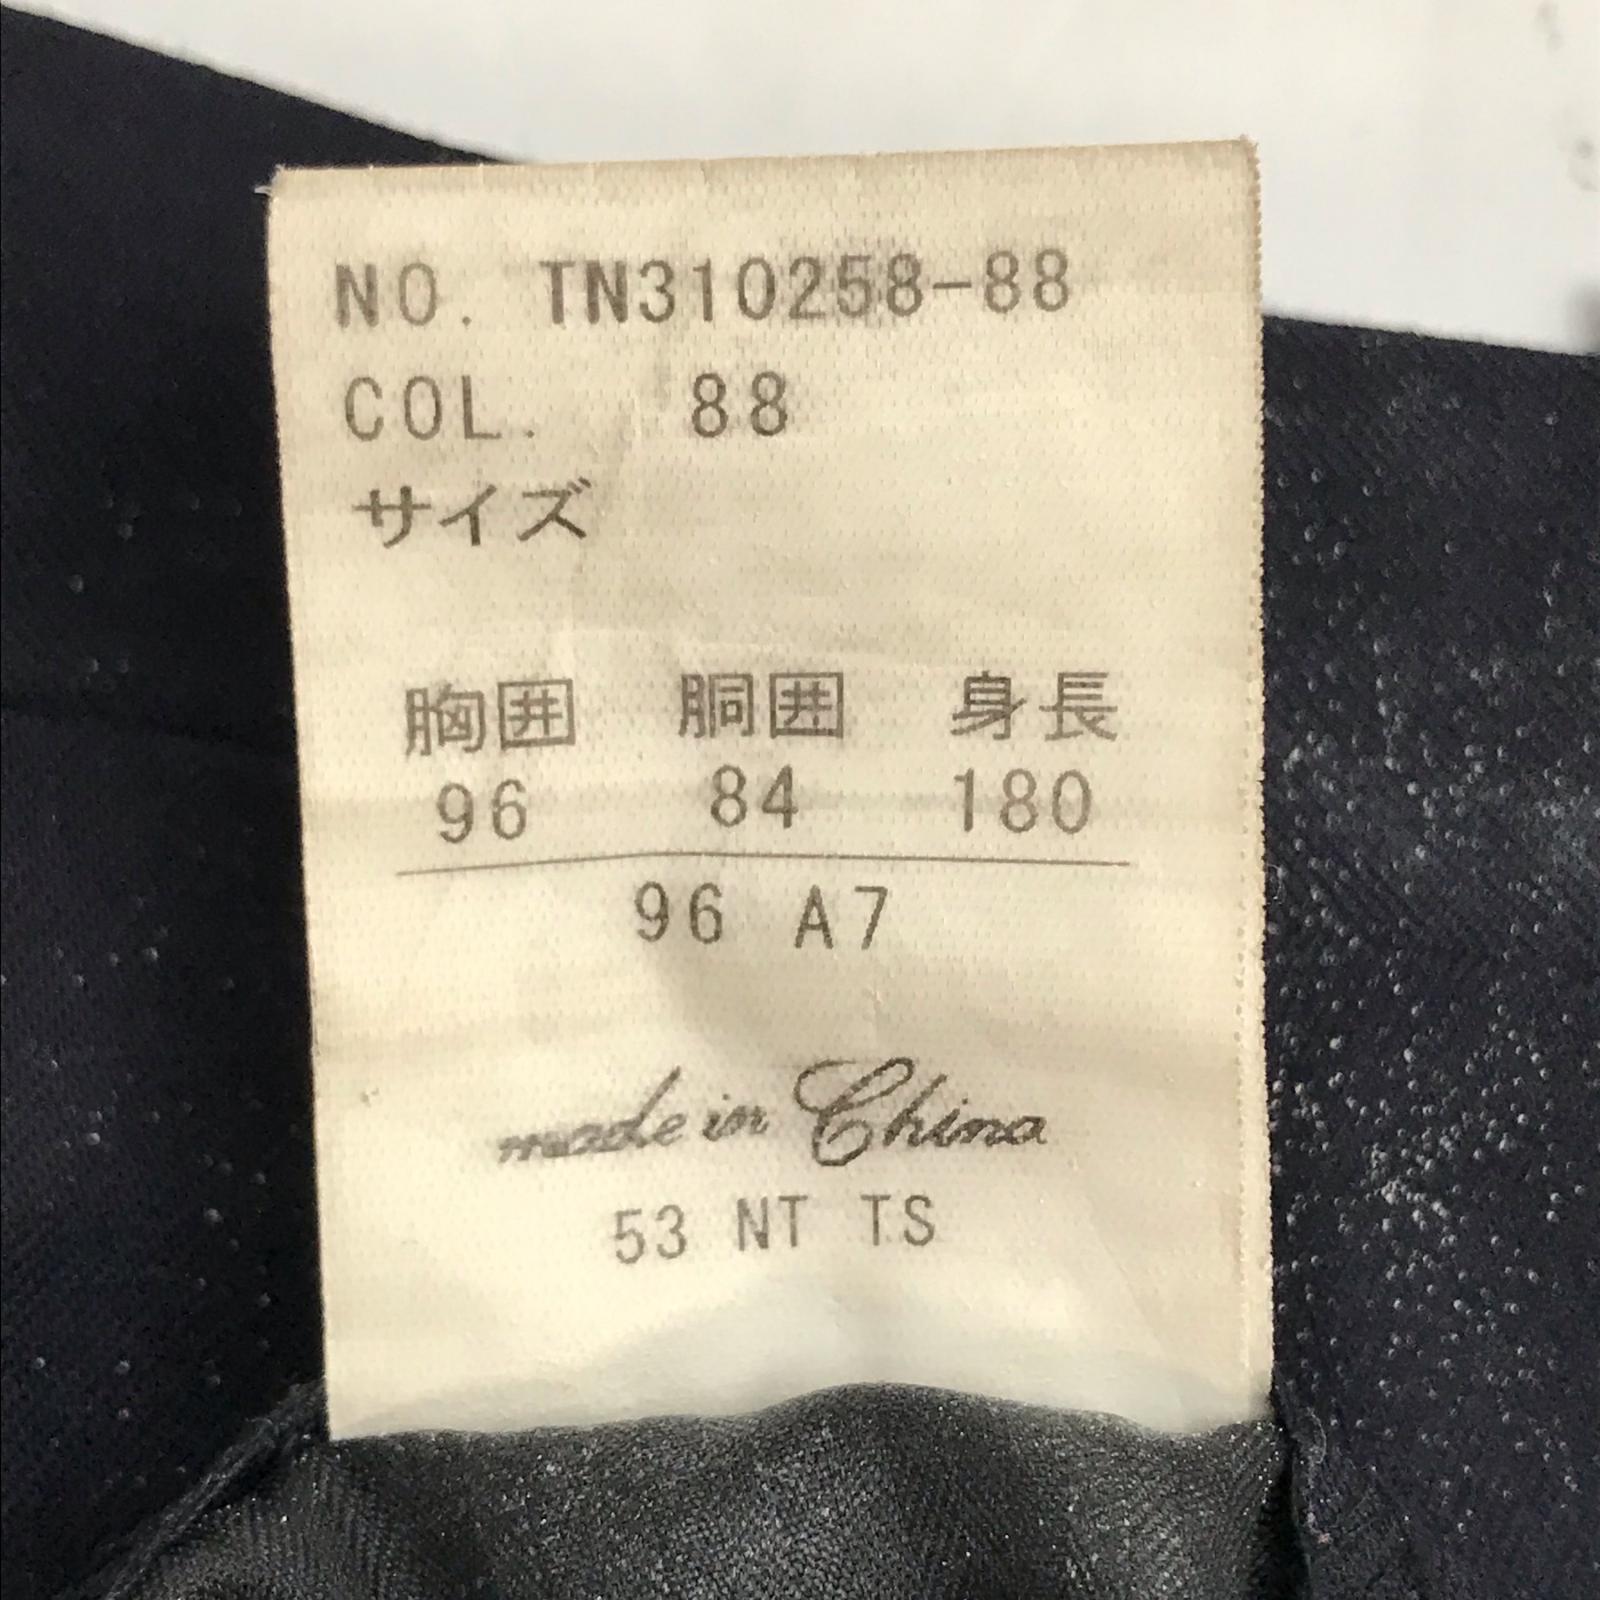 NO. TN310258-88
COL. 88
サイズ
胸囲 胴囲 身長
96 84 180
96 A7
made in China
53 NT TS